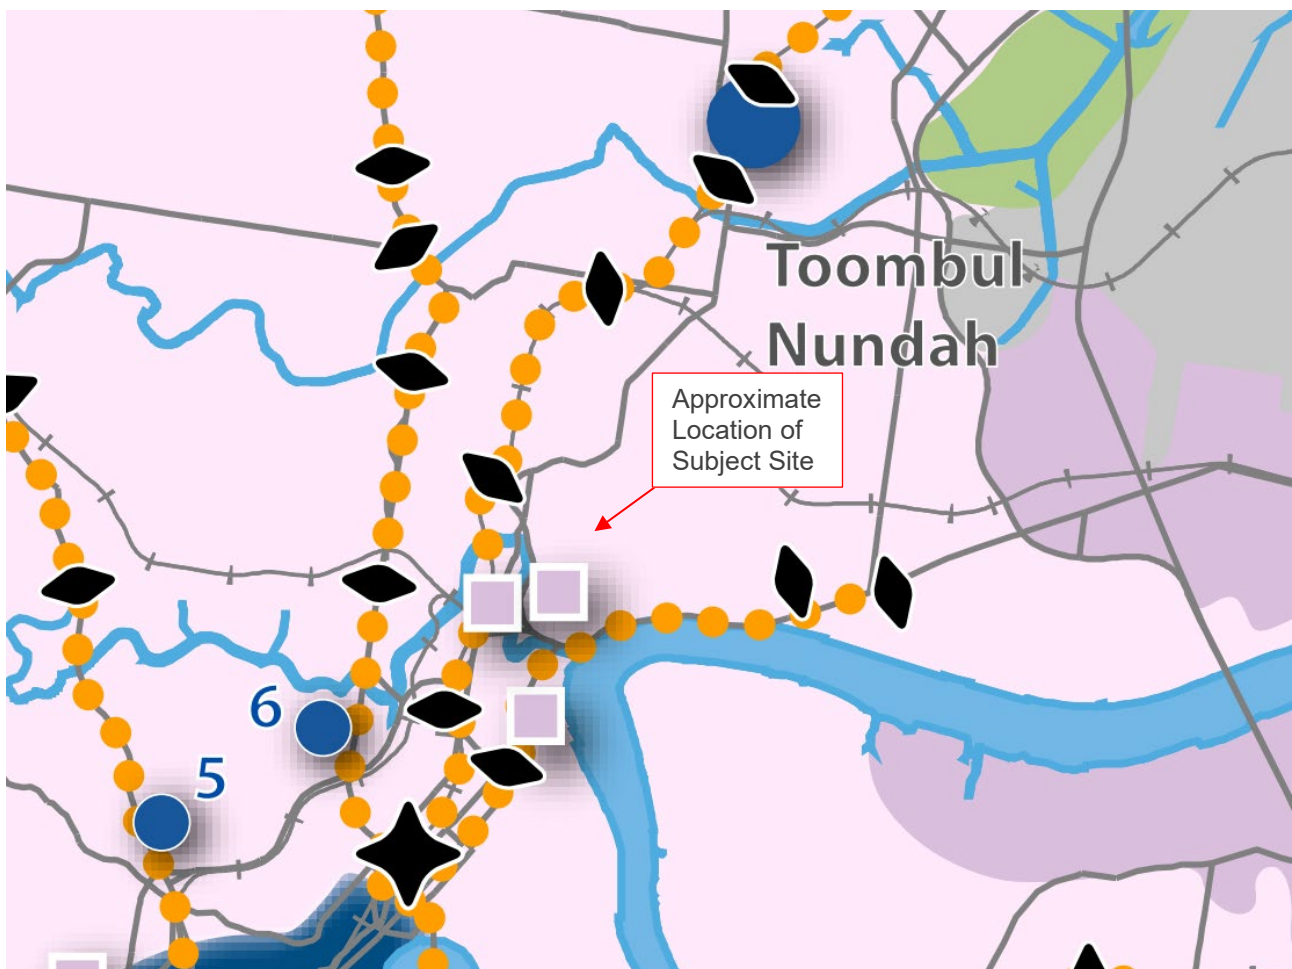 Toombul
Nundah
Approximate
Location of
Subject Site
6
5